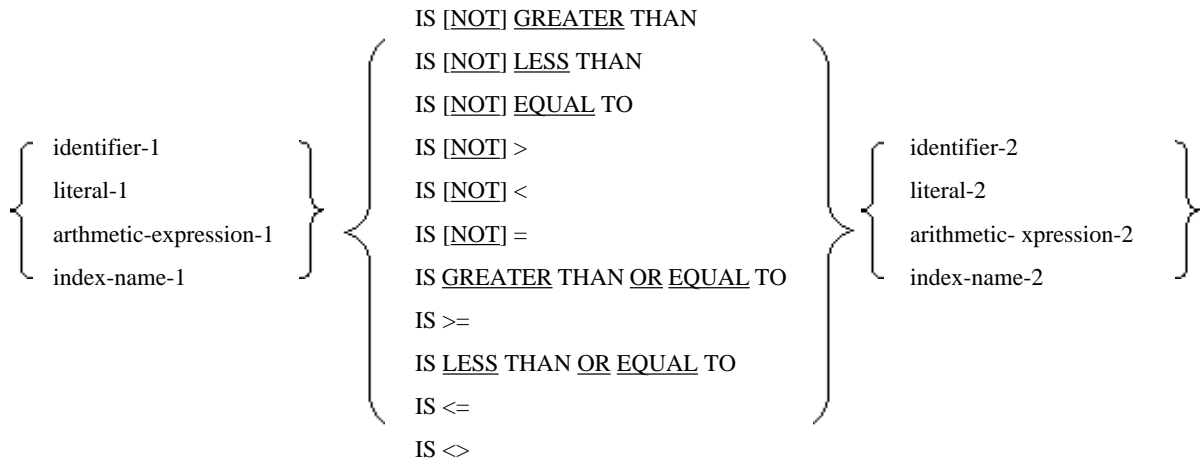 identifier-1
literal-1
arthmetic-expression-1
index-name-1
IS [NOT] GREATER THAN
IS [NOT] LESS THAN
IS [NOT] EQUAL TO
IS [NOT] >
IS [NOT] <
IS [NOT] =
IS GREATER THAN OR EQUAL TO
IS >=
IS LESS THAN OR EQUAL TO
IS <=
IS <>
identifier-2
literal-2
arithmetic- xpression-2
index-name-2